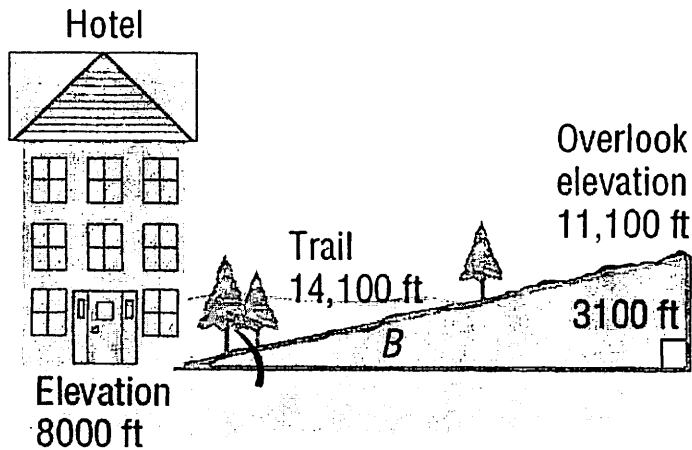 Hotel
Overlook
elevation
11,100 ft
Trail
14,100 ft
3100 ft
B
Elevation
8000 ft